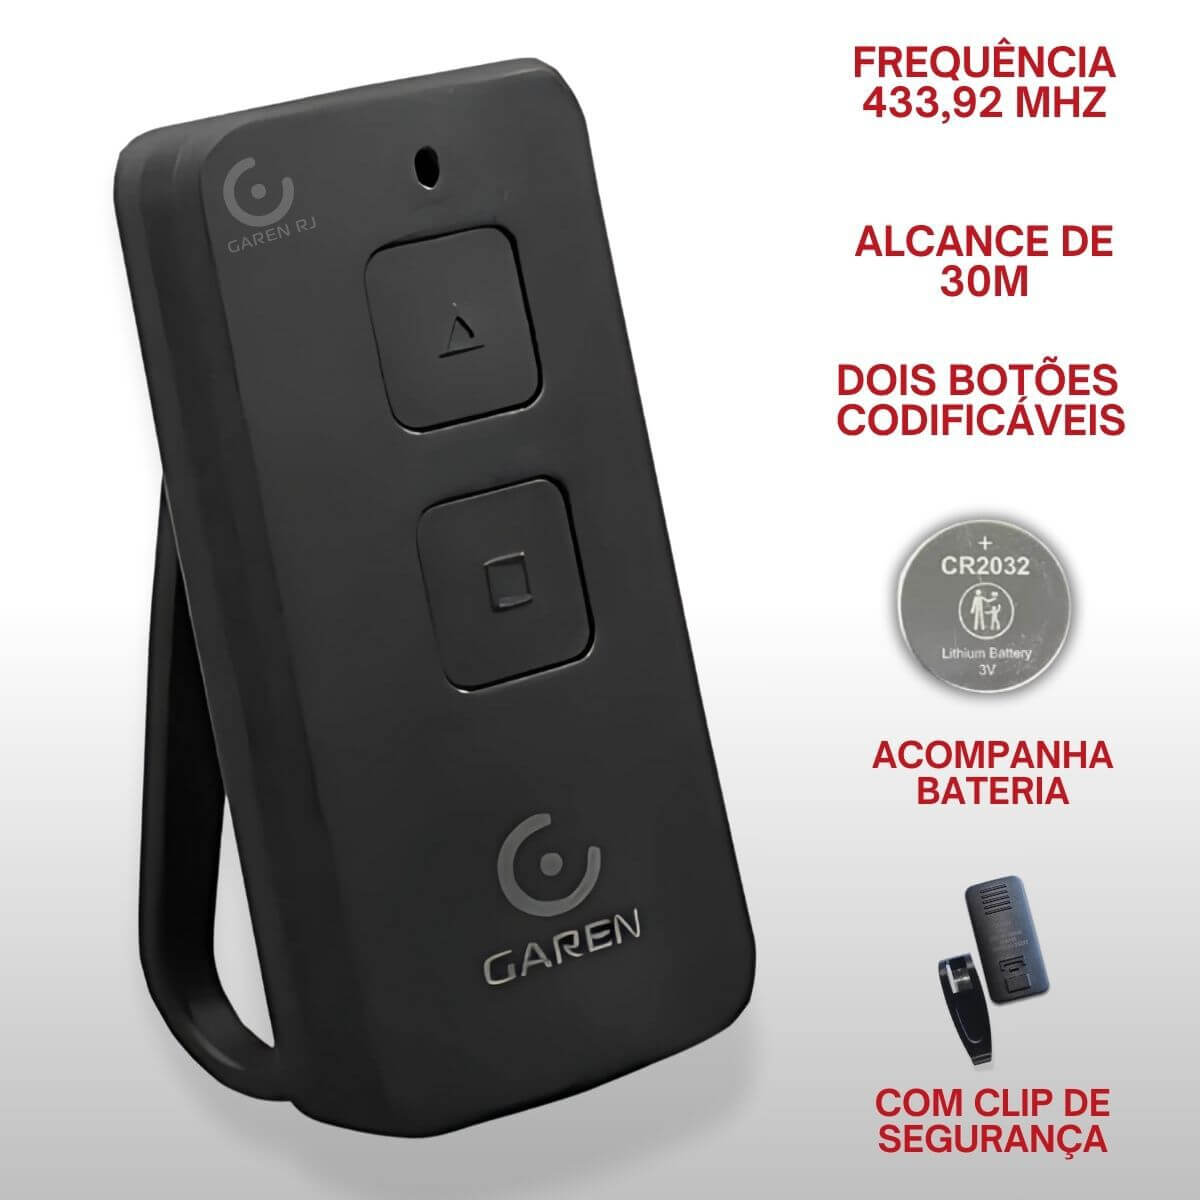 FREQUÊNCIA
433,92 MHZ
GAREN RJ
ALCANCE DE
30M
DOIS BOTÕES
CODIFICÁVEIS
+
CR2032
Lithium Battery
3V
ACOMPANHA
BATERIA
GAREN
COM CLIP DE
SEGURANÇA